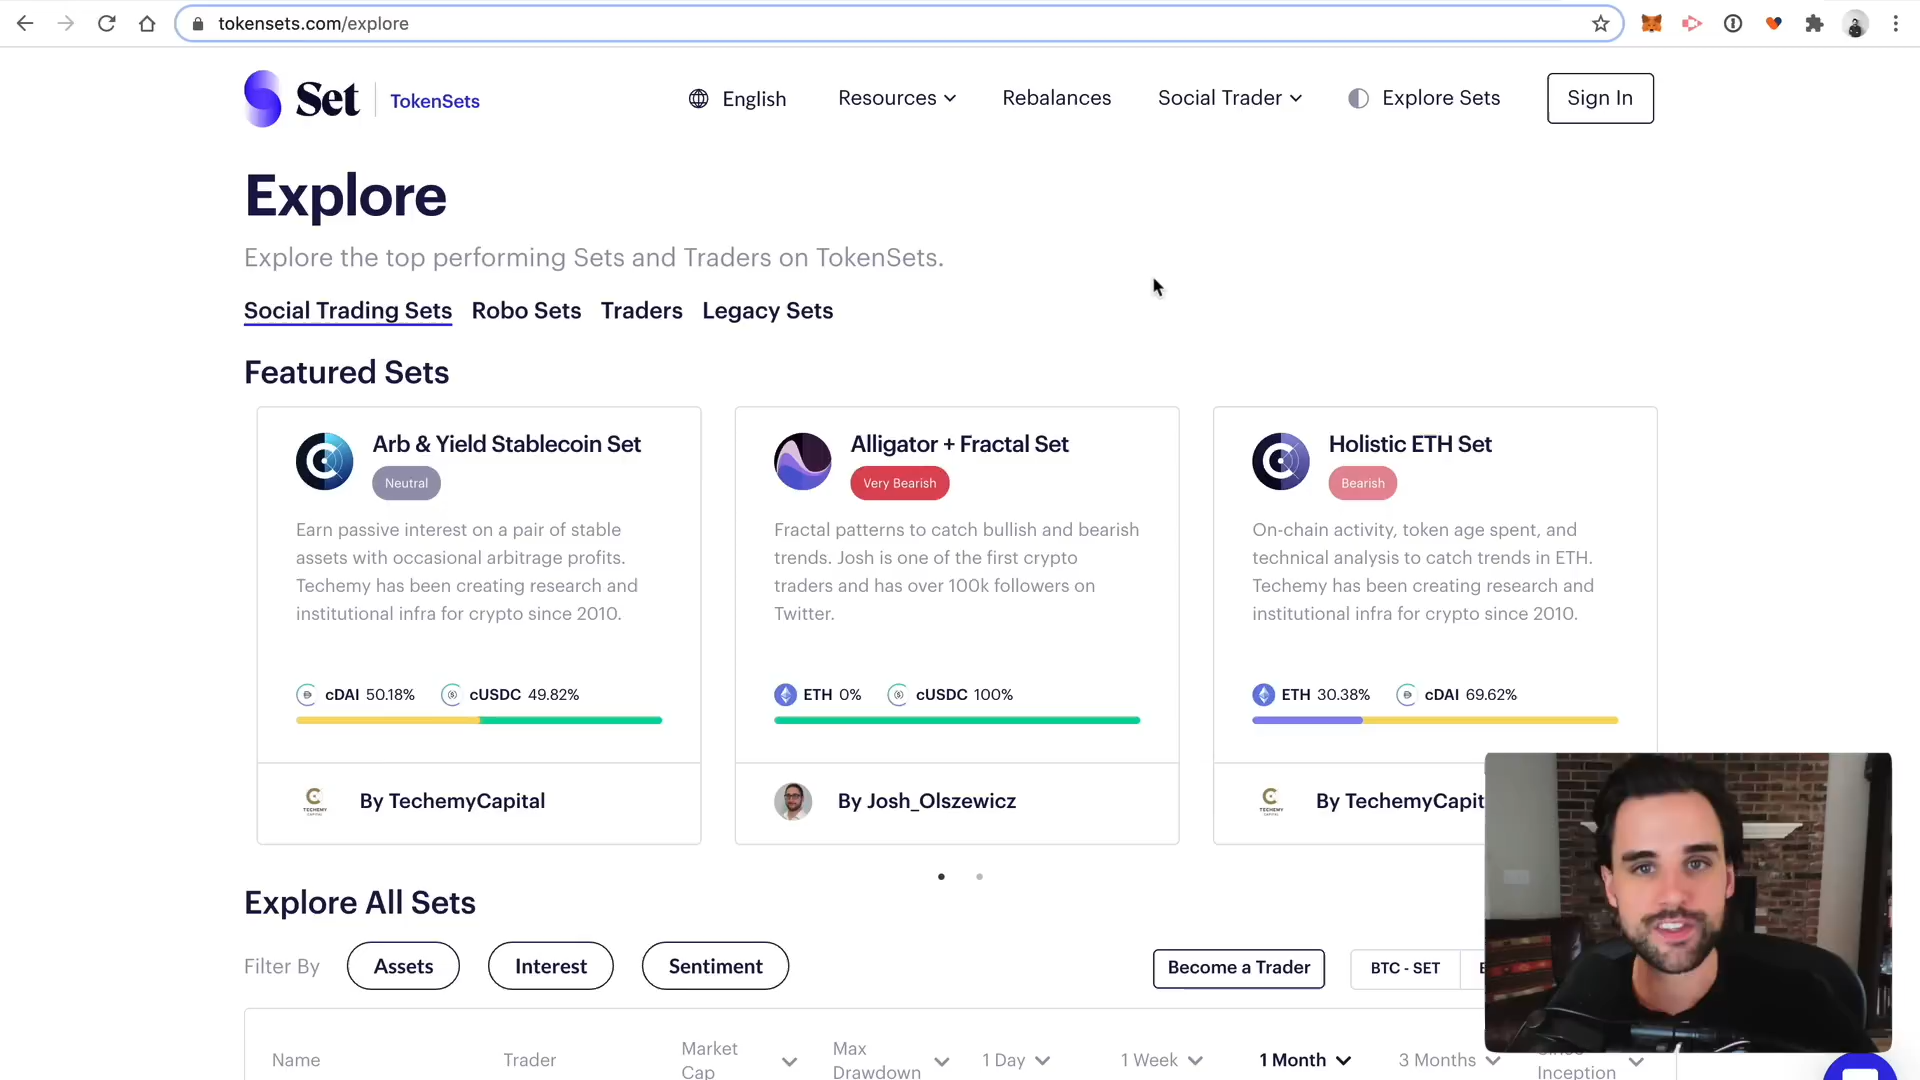 tokensets.com/explore
Set
TokenSets
English
Resources
Rebalances
Social Trader
Explore Sets
Sign In
Explore
Explore the top performing Sets and Traders on TokenSets.
Social Trading Sets
Robo Sets
Traders
Legacy Sets
Featured Sets
Arb & Yield Stablecoin Set
Neutral
Earn passive interest on a pair of stable
assets with occasional arbitrage profits.
Techemy has been creating research and
institutional infra for crypto since 2010.
cDAI 50.18%
cUSDC 49.82%
TECHEMY
CAPITAL
By TechemyCapital
Alligator + Fractal Set
Very Bearish
Fractal patterns to catch bullish and bearish
trends. Josh is one of the first crypto
traders and has over 100k followers on
Twitter.
ETH 0%
cUSDC 100%
By Josh_Olszewicz
Holistic ETH Set
Bearish
On-chain activity, token age spent, and
technical analysis to catch trends in ETH.
Techemy has been creating research and
institutional infra for crypto since 2010.
ETH 30.38%
cDAI 69.62%
TECHEMY
CAPITAL
By TechemyCapit
Explore All Sets
Filter By
Assets
Interest
Sentiment
Become a Trader
BTC - SET
Name
Trader
Market
Cap
Max
Drawdown
1 Day
1 Week
1 Month
3 Months
Since
Inception